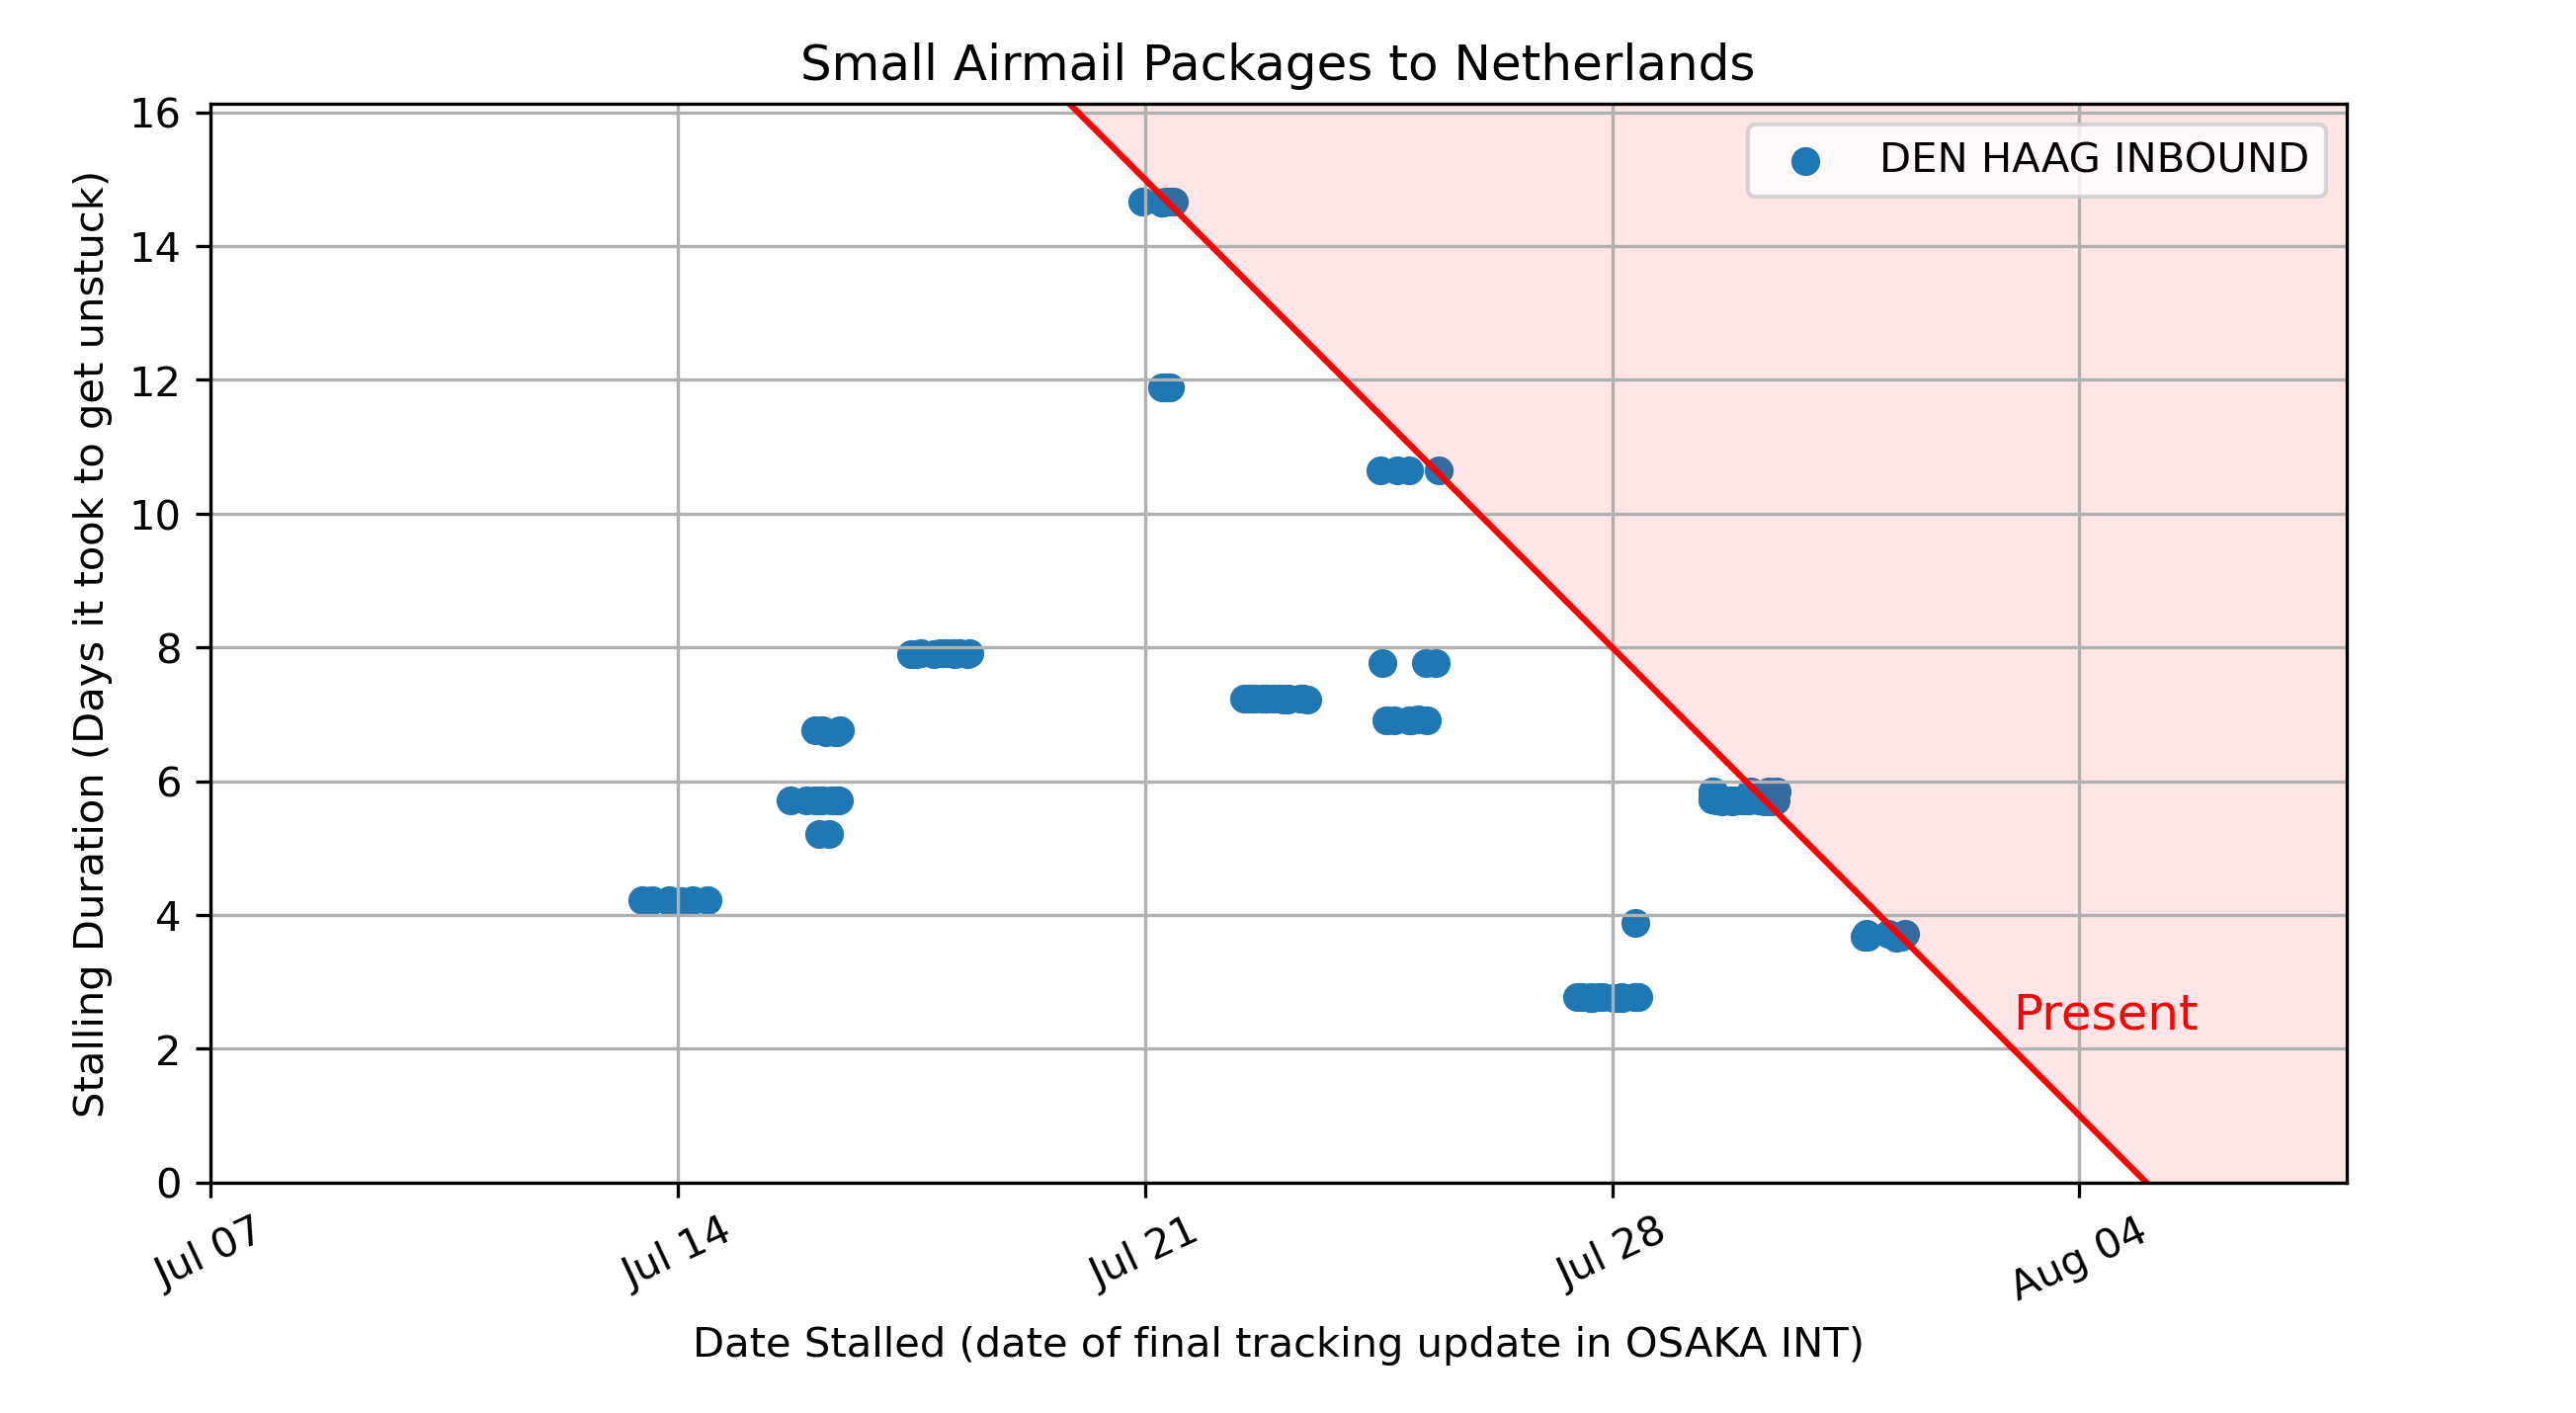 Small Airmail Packages to Netherlands
Stalling Duration (Days it took to get unstuck)
16
14
12
10
8
6
4
2
0
DEN HAAG INBOUND
Present
Jul 07
Jul 14
Jul 21
Jul 28
Aug 04
Date Stalled (date of final tracking update in OSAKA INT)